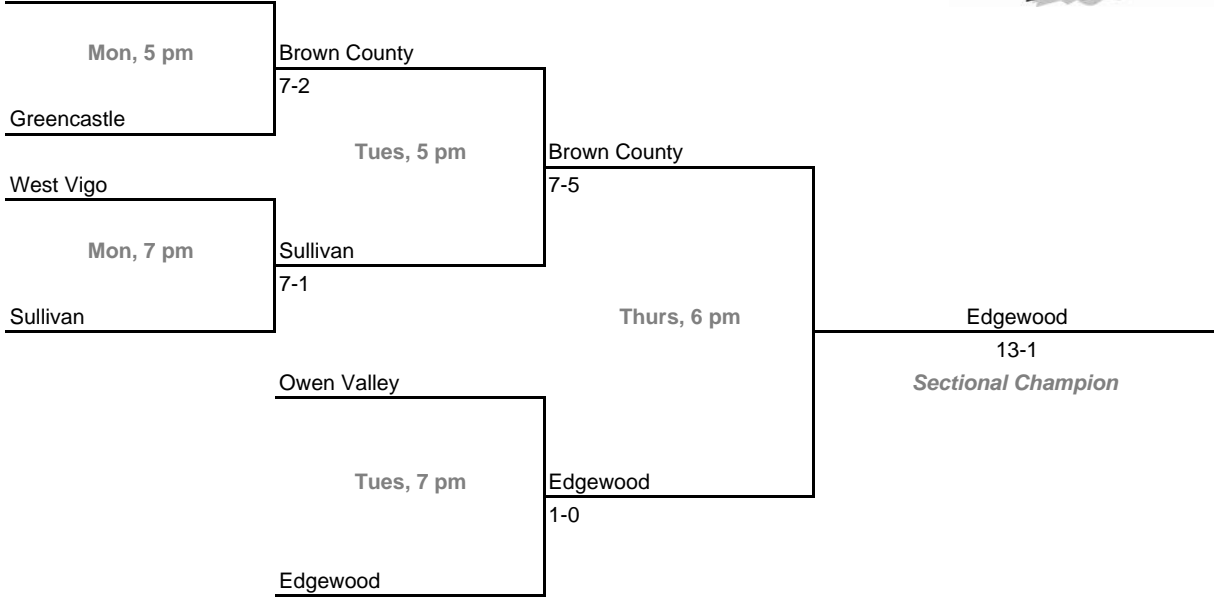 Mon, 5 pm
Brown County
7-2
Greencastle
Tues, 5 pm
Brown County
West Vigo
7-5
Mon, 7 pm
Sullivan
7-1
Sullivan
Thurs, 6 pm
Edgewood
13-1
Owen Valley
Sectional Champion
Tues, 7 pm
Edgewood
1-0
Edgewood